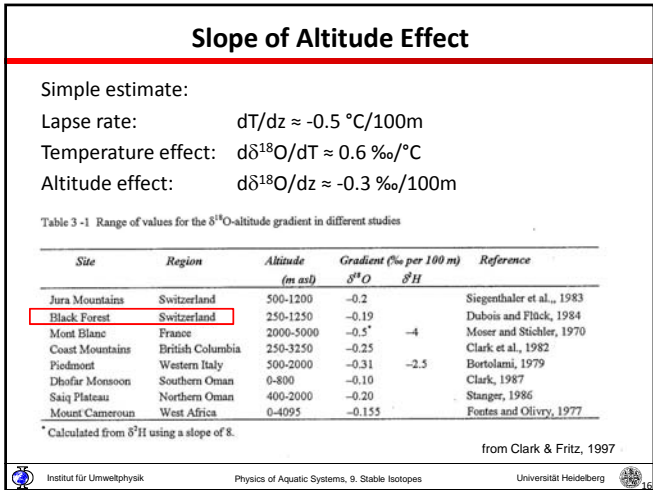 Slope of Altitude Effect
Simple estimate:
Lapse rate: dT/dz ≈ -0.5 °C/100m
Temperature effect: dδ¹⁸O/dT ≈ 0.6 ‰/°C
Altitude effect: dδ¹⁸O/dz ≈ -0.3 ‰/100m
Table 3 -1 Range of values for the δ¹⁸O-altitude gradient in different studies
Site Region Altitude Gradient (‰ per 100 m) Reference
(m asl) δ¹⁸O δ²H
Jura Mountains Switzerland 500-1200 –0.2 Siegenthaler et al.,, 1983
Black Forest Switzerland 250-1250 –0.19 Dubois and Flück, 1984
Mont Blanc France 2000-5000 –0.5* –4 Moser and Stichler, 1970
Coast Mountains British Columbia 250-3250 –0.25 Clark et al., 1982
Piedmont Western Italy 500-2000 –0.31 –2.5 Bortolami, 1979
Dhofar Monsoon Southern Oman 0-800 –0.10 Clark, 1987
Saiq Plateau Northern Oman 400-2000 –0.20 Stanger, 1986
Mount Cameroun West Africa 0-4095 –0.155 Fontes and Olivry, 1977
* Calculated from δ²H using a slope of 8.
from Clark & Fritz, 1997
Institut für Umweltphysik Physics of Aquatic Systems, 9. Stable Isotopes Universität Heidelberg 16